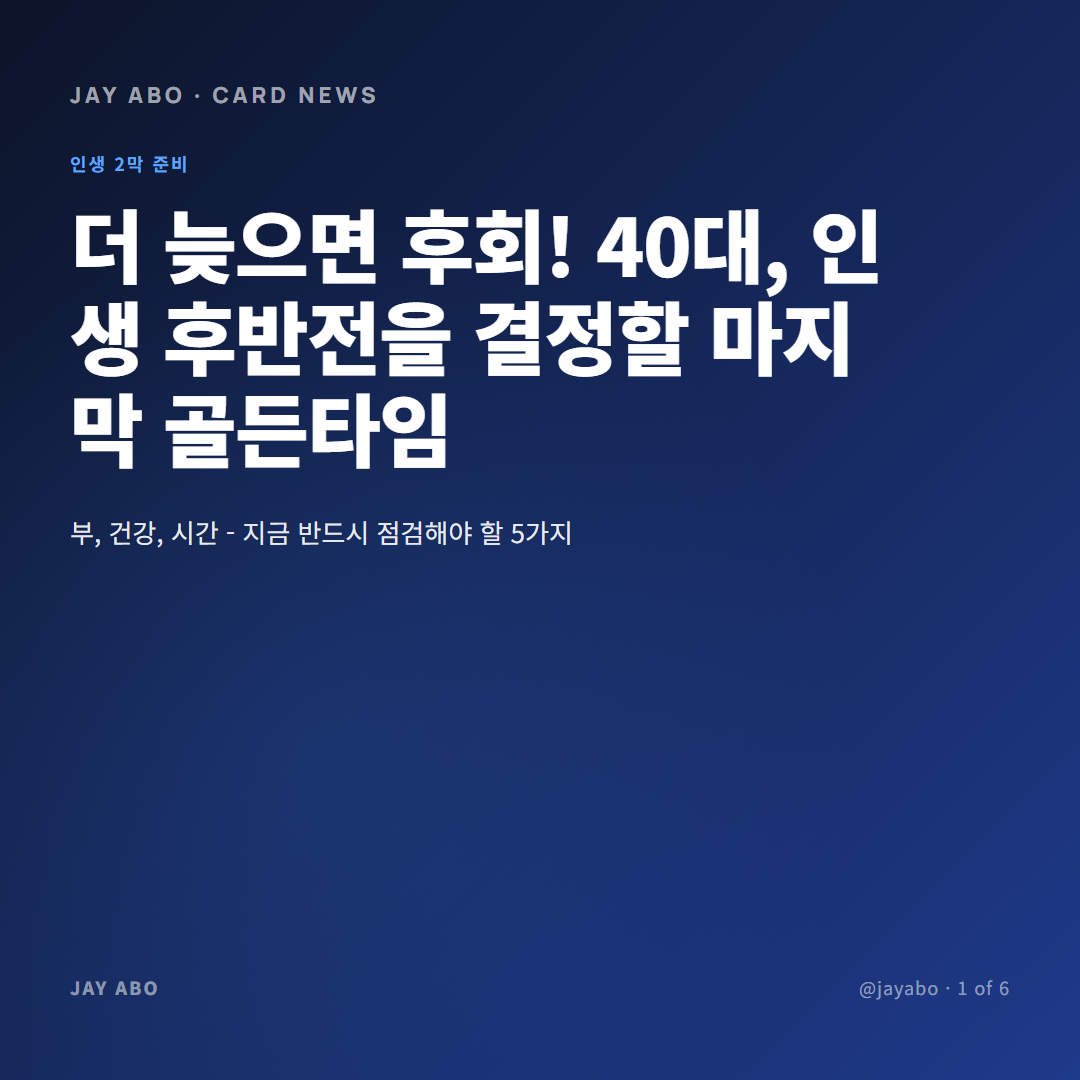 JAY ABO · CARD NEWS
인생 2막 준비
더 늦으면 후회! 40대, 인
생 후반전을 결정할 마지
막 골든타임
부, 건강, 시간 - 지금 반드시 점검해야 할 5가지
JAY ABO
@jayabo · 1 of 6